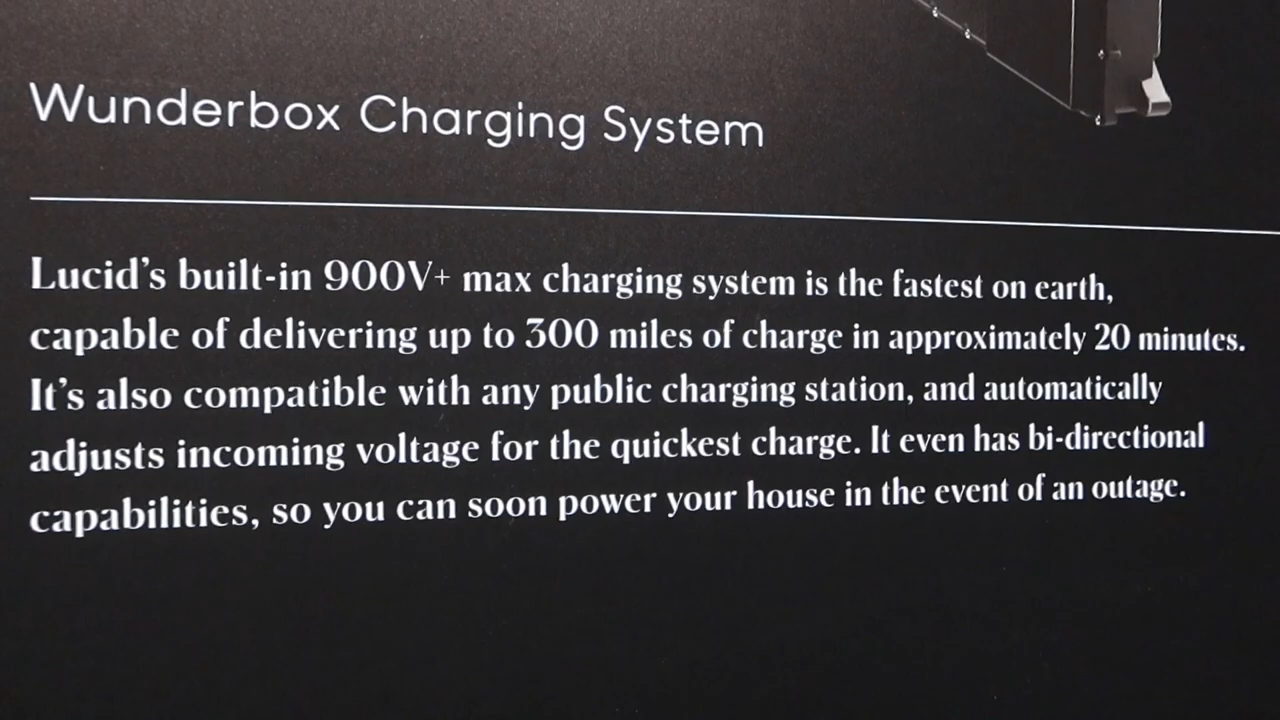 Wunderbox Charging System
Lucid’s built-in 900V+ max charging system is the fastest on earth,
capable of delivering up to 300 miles of charge in approximately 20 minutes.
It’s also compatible with any public charging station, and automatically
adjusts incoming voltage for the quickest charge. It even has bi-directional
capabilities, so you can soon power your house in the event of an outage.